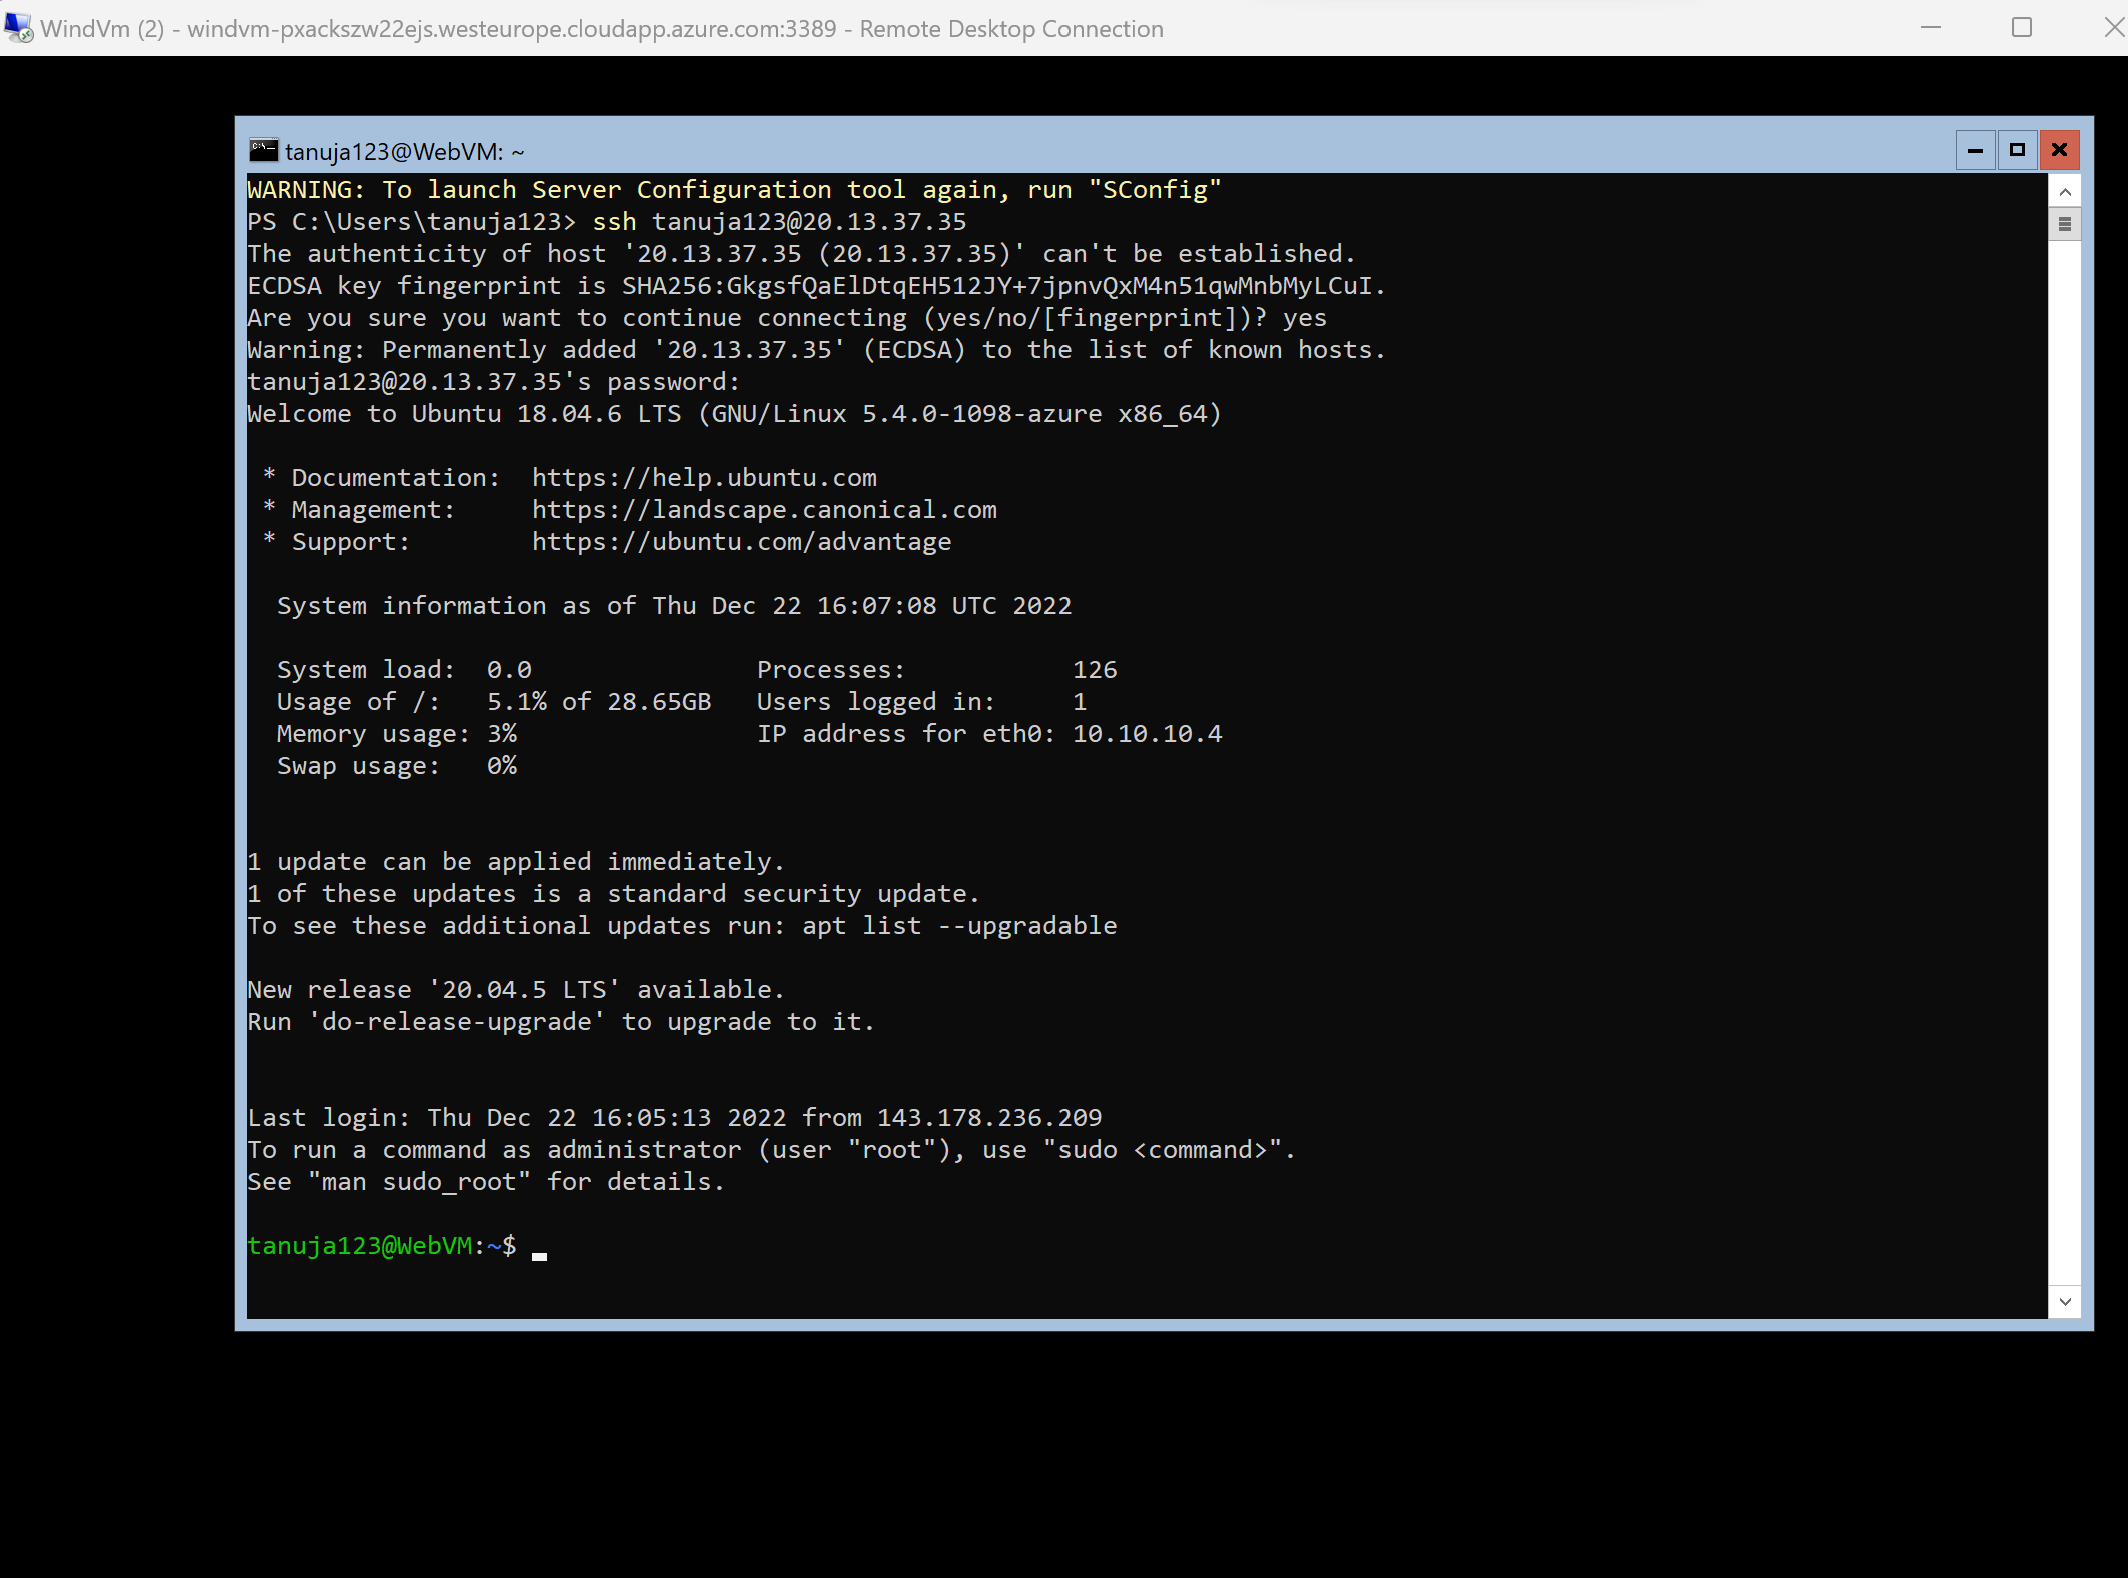 WindVm (2) - windvm-pxackszw22ejs.westeurope.cloudapp.azure.com:3389 - Remote Desktop Connection
tanuja123@WebVM: ~
WARNING: To launch Server Configuration tool again, run "SConfig"
PS C:\Users\tanuja123> ssh tanuja123@20.13.37.35
The authenticity of host '20.13.37.35 (20.13.37.35)' can't be established.
ECDSA key fingerprint is SHA256:GkgsfQaElDtqEH512JY+7jpnvQxM4n51qwMnbMyLCuI.
Are you sure you want to continue connecting (yes/no/[fingerprint])? yes
Warning: Permanently added '20.13.37.35' (ECDSA) to the list of known hosts.
tanuja123@20.13.37.35's password:
Welcome to Ubuntu 18.04.6 LTS (GNU/Linux 5.4.0-1098-azure x86_64)
 * Documentation:  https://help.ubuntu.com
 * Management:     https://landscape.canonical.com
 * Support:        https://ubuntu.com/advantage
  System information as of Thu Dec 22 16:07:08 UTC 2022
  System load:  0.0               Processes:           126
  Usage of /:   5.1% of 28.65GB   Users logged in:     1
  Memory usage: 3%                IP address for eth0: 10.10.10.4
  Swap usage:   0%
1 update can be applied immediately.
1 of these updates is a standard security update.
To see these additional updates run: apt list --upgradable
New release '20.04.5 LTS' available.
Run 'do-release-upgrade' to upgrade to it.
Last login: Thu Dec 22 16:05:13 2022 from 143.178.236.209
To run a command as administrator (user "root"), use "sudo <command>".
See "man sudo_root" for details.
tanuja123@WebVM:~$